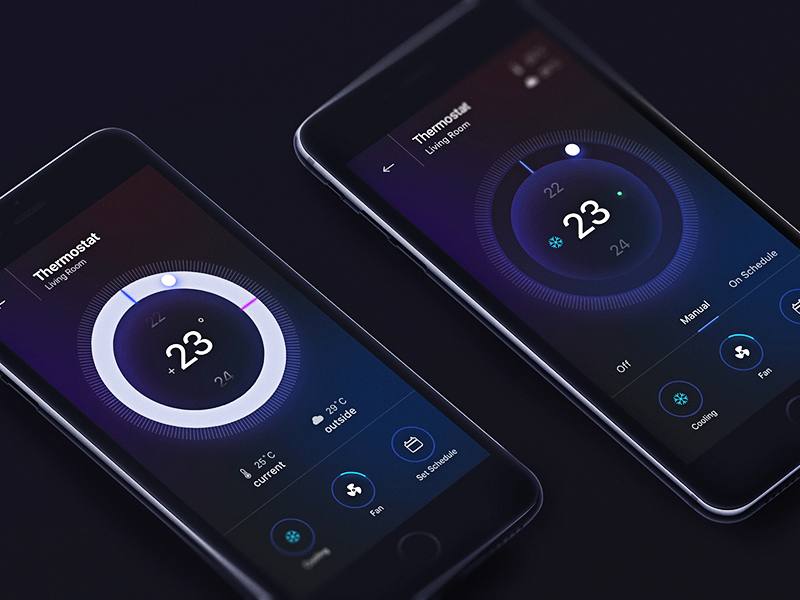 Thermostat
Living Room
22
+23°
24
25°C
current
29°C
outside
Cooling
Fan
Set Schedule
Thermostat
Living Room
22
23
24
Off
Manual
On Schedule
Cooling
Fan